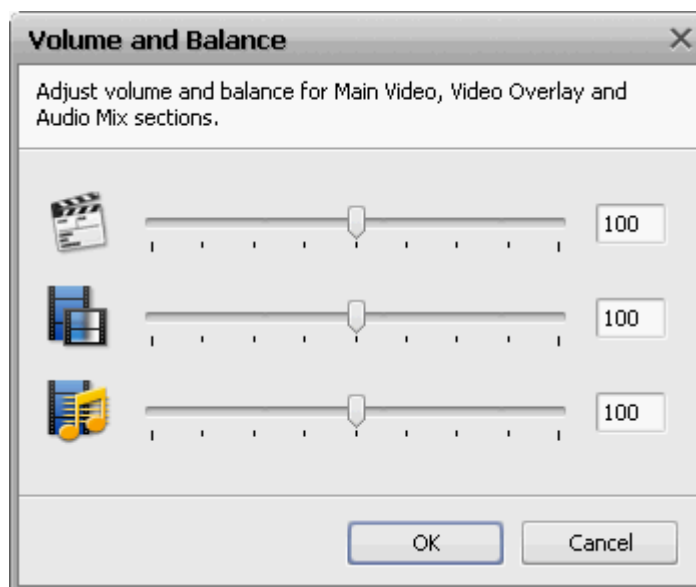 Volume and Balance
Adjust volume and balance for Main Video, Video Overlay and
Audio Mix sections.
100
100
100
OK
Cancel